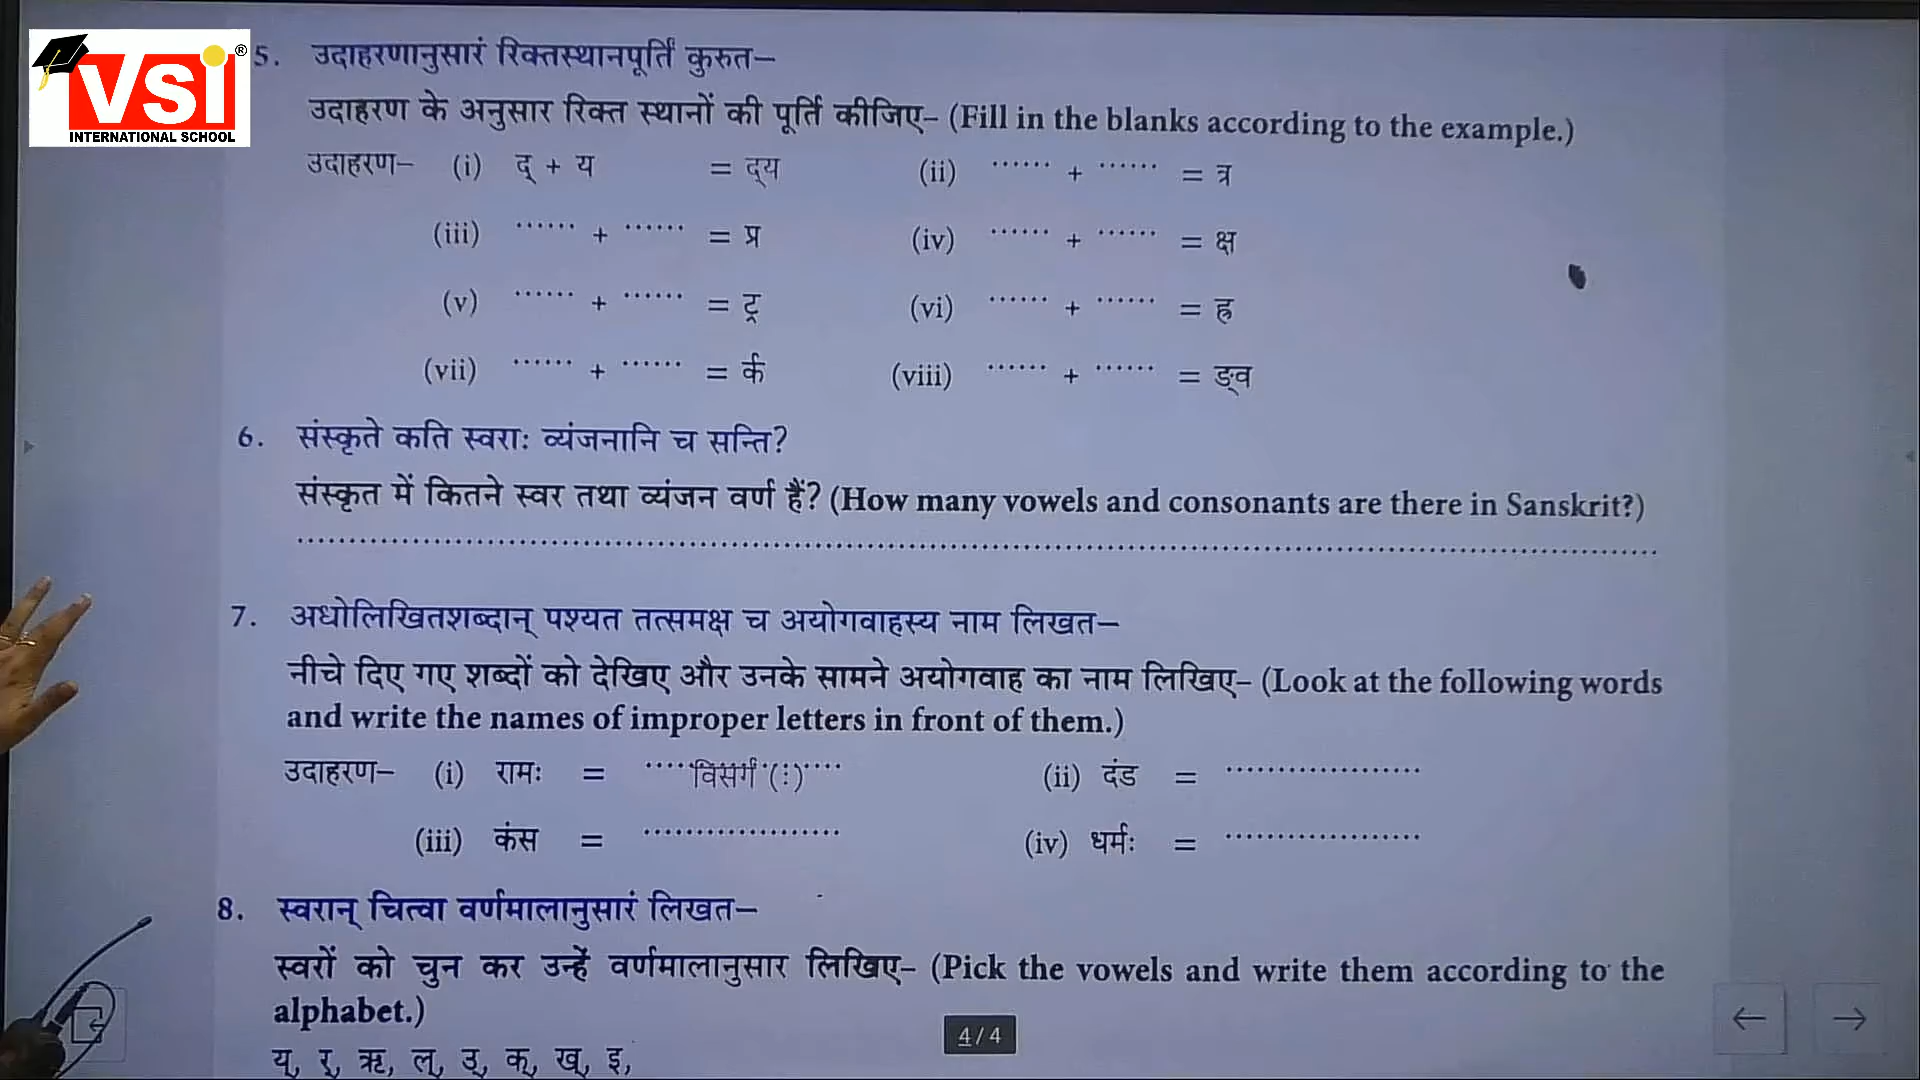 VSI ®
INTERNATIONAL SCHOOL
5. उदाहरणानुसारं रिक्तस्थानपूर्तिं कुरुत–
उदाहरण के अनुसार रिक्त स्थानों की पूर्ति कीजिए– (Fill in the blanks according to the example.)
उदाहरण– (i) द् + य = द्य (ii) ...... + ...... = त्र
(iii) ...... + ...... = प्र (iv) ...... + ...... = क्ष
(v) ...... + ...... = ट्र (vi) ...... + ...... = ह्र
(vii) ...... + ...... = र्क (viii) ...... + ...... = ङ्व
6. संस्कृते कति स्वराः व्यंजनानि च सन्ति?
संस्कृत में कितने स्वर तथा व्यंजन वर्ण हैं? (How many vowels and consonants are there in Sanskrit?)
7. अधोलिखितशब्दान् पश्यत तत्समक्ष च अयोगवाहस्य नाम लिखत–
नीचे दिए गए शब्दों को देखिए और उनके सामने अयोगवाह का नाम लिखिए– (Look at the following words
and write the names of improper letters in front of them.)
उदाहरण– (i) रामः = विसर्ग (ः) (ii) दंड = ..................
(iii) कंस = .................. (iv) धर्मः = ..................
8. स्वरान् चित्वा वर्णमालानुसारं लिखत–
स्वरों को चुन कर उन्हें वर्णमालानुसार लिखिए– (Pick the vowels and write them according to the
alphabet.)
य्, र्, ऋ, ल्, उ्, क्, ख्, इ,
4 / 4